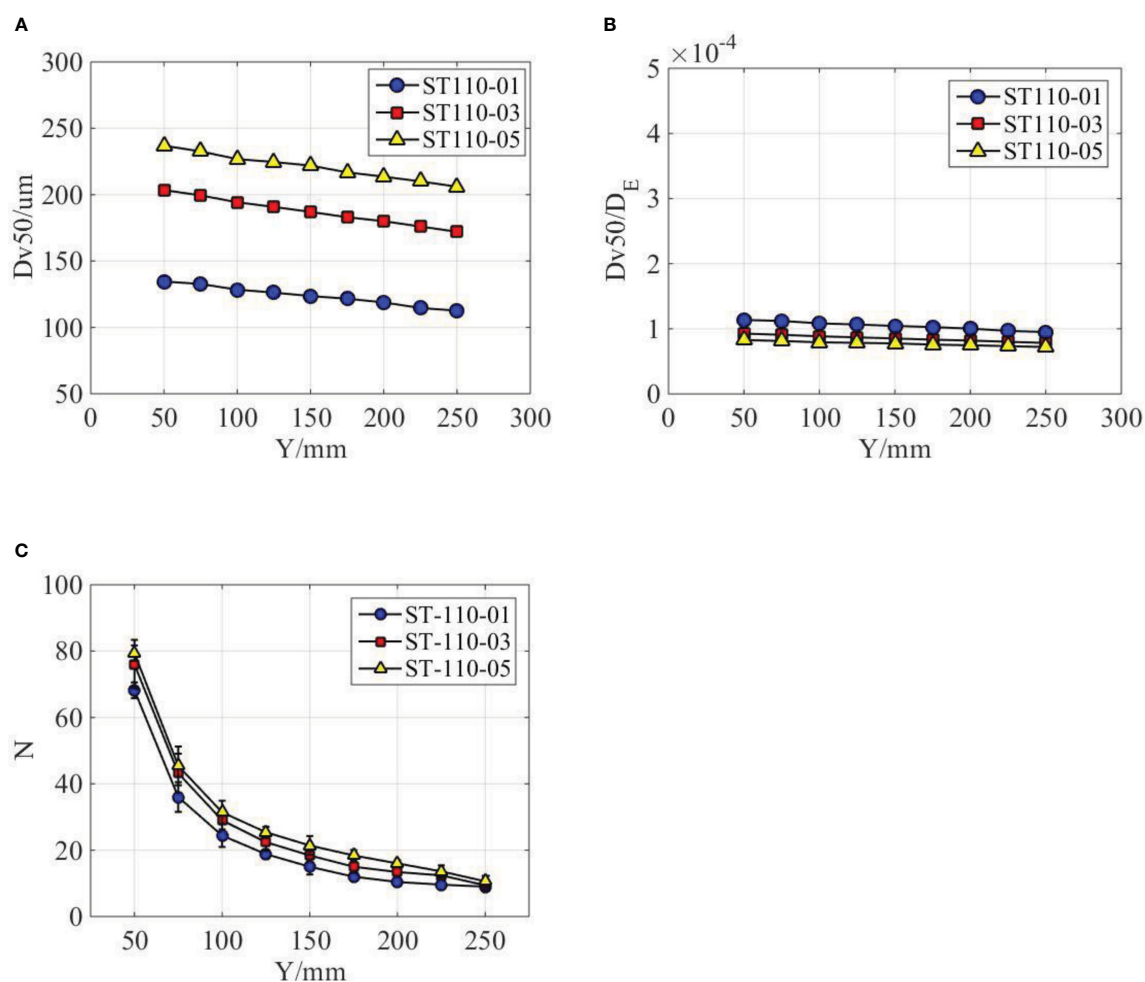 A
300
250
200
150
100
50
0 50 100 150 200 250 300
Dv50/um
Y/mm
ST110-01
ST110-03
ST110-05
B
×10-4
5
4
3
2
1
0
0 50 100 150 200 250 300
Dv50/DE
Y/mm
ST110-01
ST110-03
ST110-05
C
100
80
60
40
20
0
50 100 150 200 250
N
Y/mm
ST-110-01
ST-110-03
ST-110-05